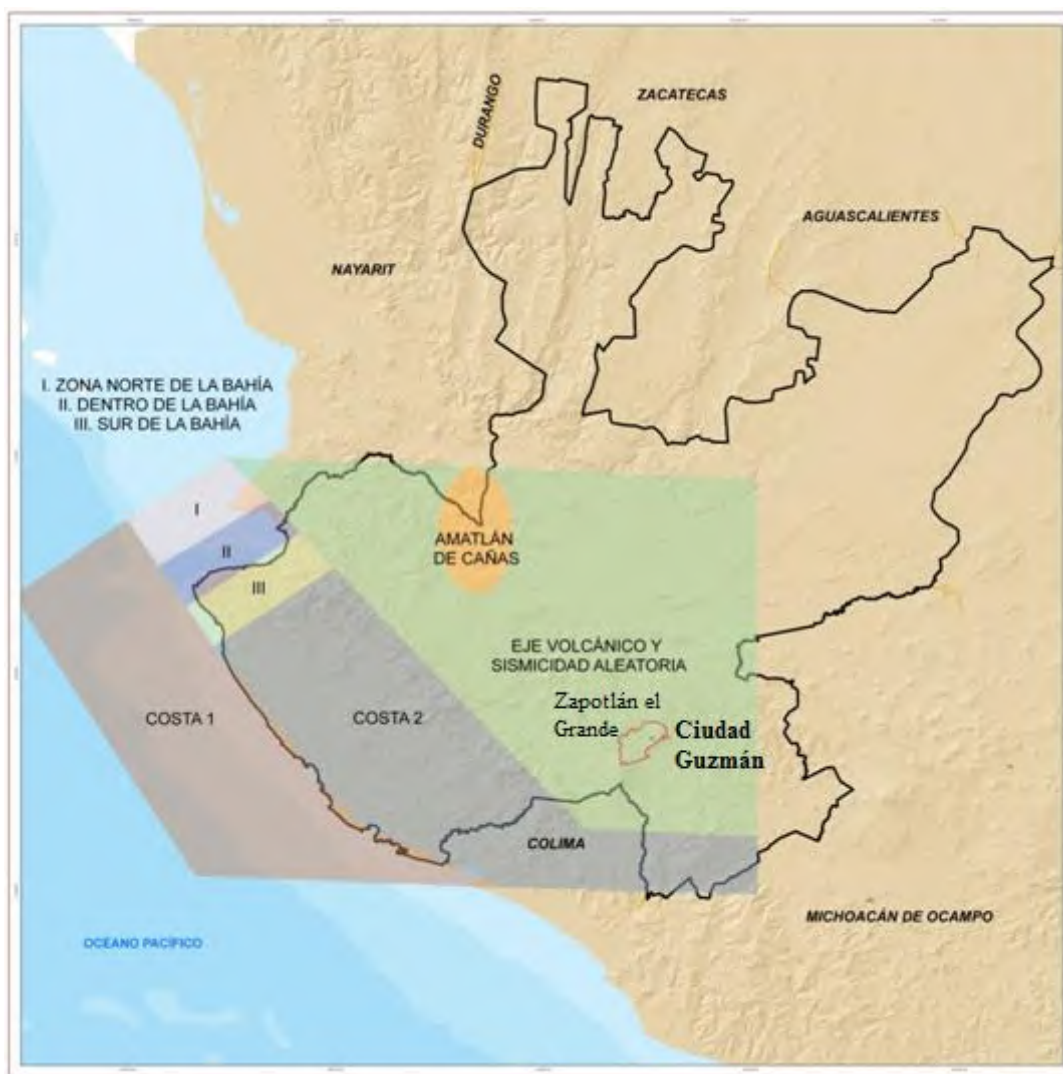 ZACATECAS
DURANGO
AGUASCALIENTES
NAYARIT
I. ZONA NORTE DE LA BAHÍA
II. DENTRO DE LA BAHÍA
III. SUR DE LA BAHÍA
I
II
III
AMATLÁN
DE CAÑAS
EJE VOLCÁNICO Y
SISMICIDAD ALEATORIA
COSTA 1
COSTA 2
Zapotlán el
Grande
Ciudad
Guzmán
COLIMA
MICHOACÁN DE OCAMPO
OCEANO PACÍFICO